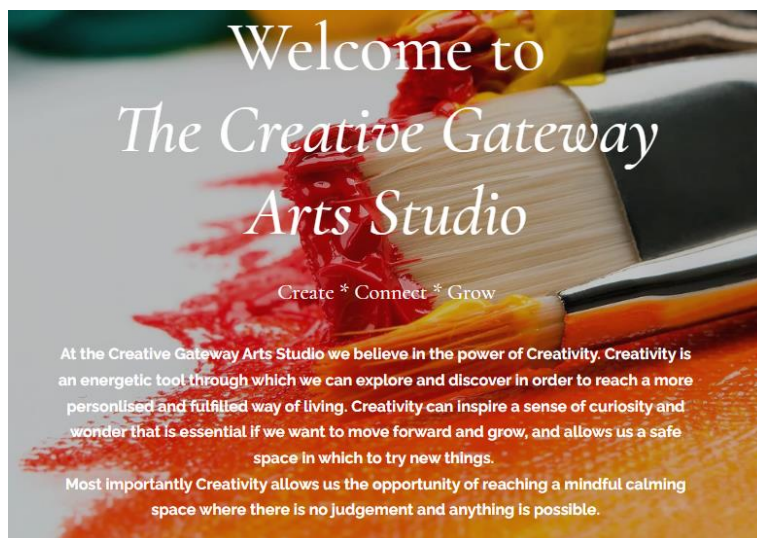 Welcome to
The Creative Gateway
Arts Studio
Create * Connect * Grow
At the Creative Gateway Arts Studio we believe in the power of Creativity. Creativity is
an energetic tool through which we can explore and discover in order to reach a more
personlised and fulfilled way of living. Creativity can inspire a sense of curiosity and
wonder that is essential if we want to move forward and grow, and allows us a safe
space in which to try new things.
Most importantly Creativity allows us the opportunity of reaching a mindful calming
space where there is no judgement and anything is possible.